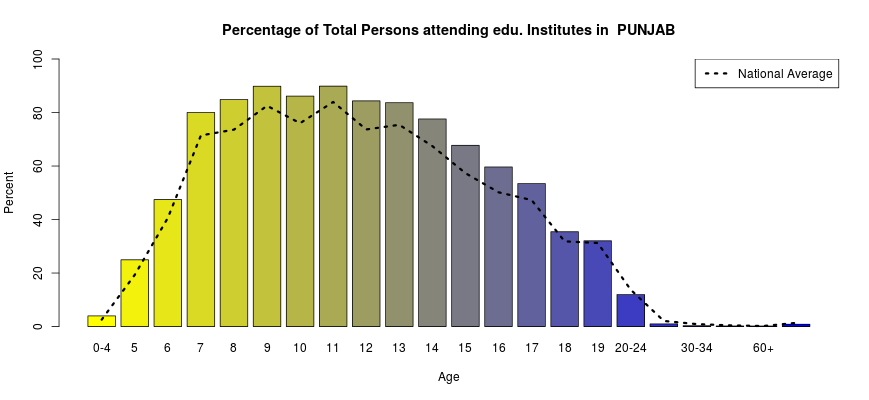 Percentage of Total Persons attending edu. Institutes in  PUNJAB
National Average
Percent
100
80
60
40
20
0
0-4 5 6 7 8 9 10 11 12 13 14 15 16 17 18 19 20-24 30-34 60+
Age